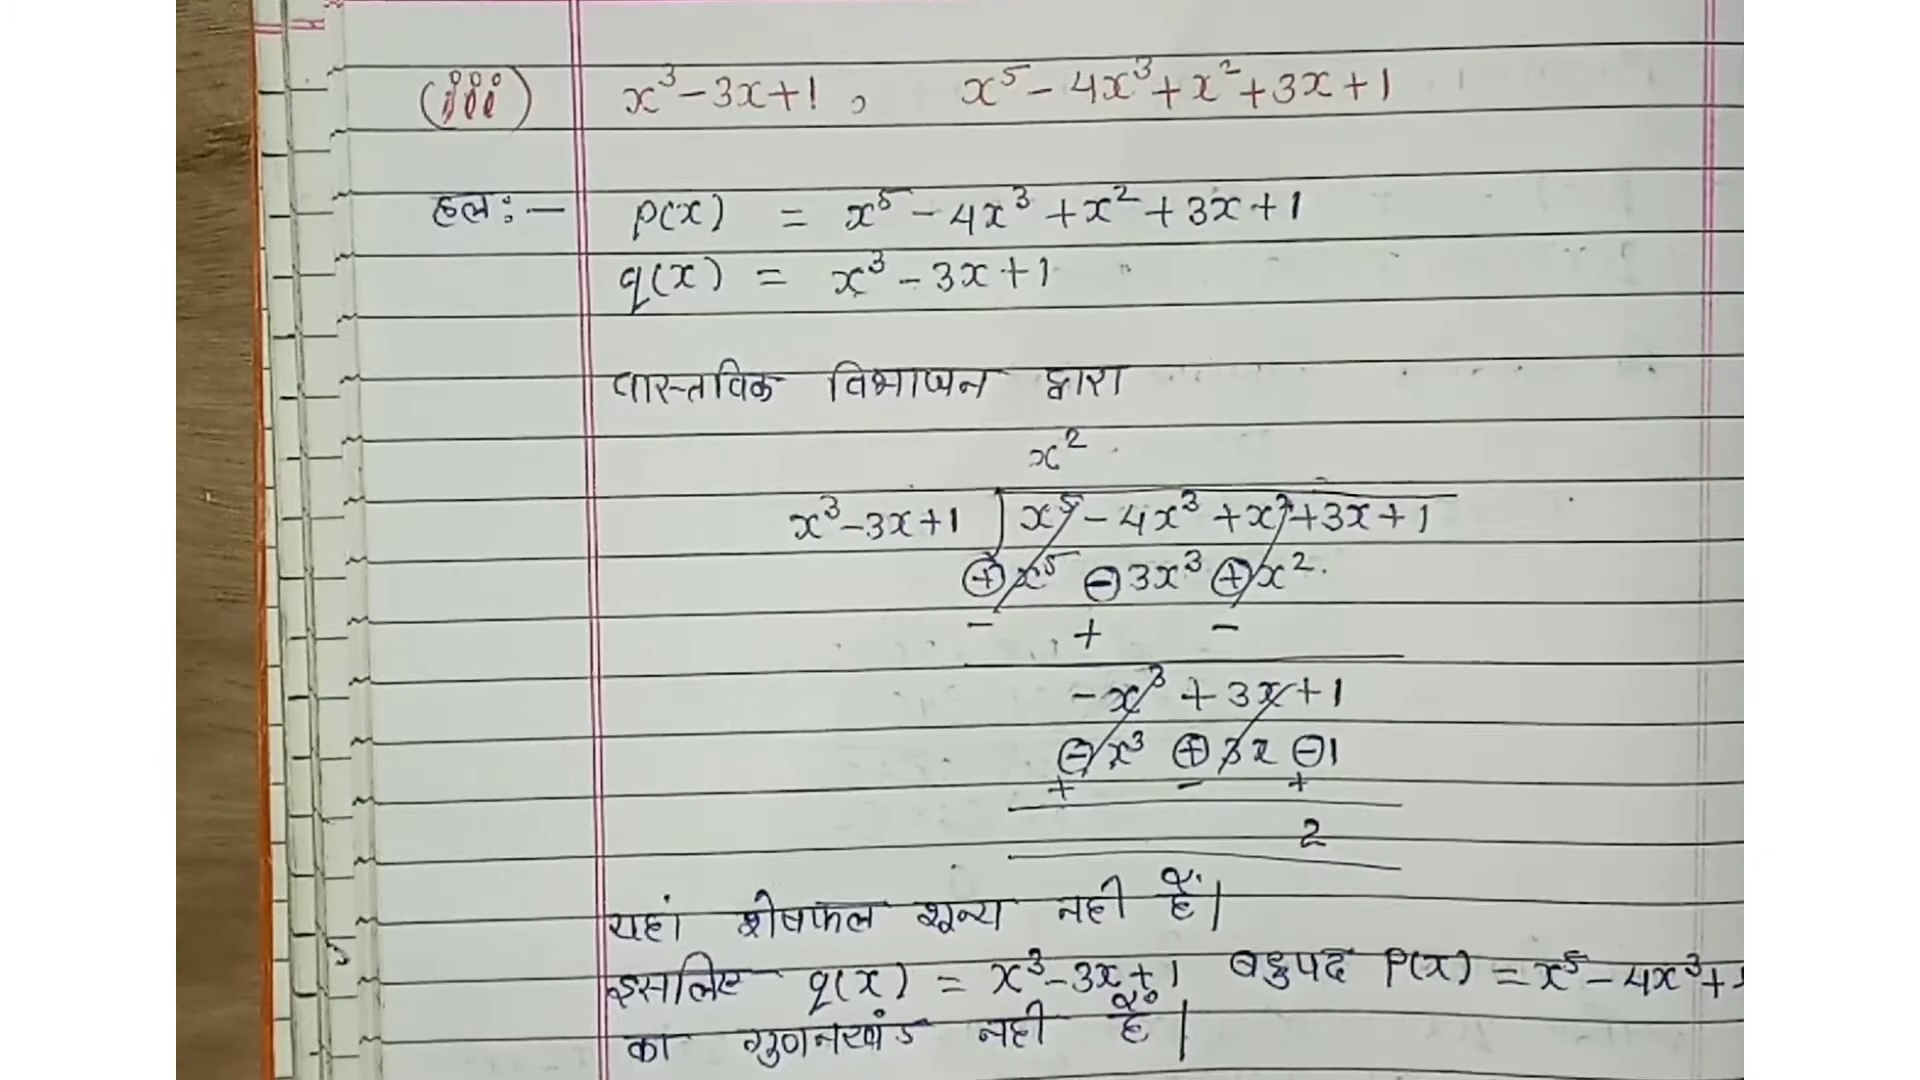 (iii) x³-3x+1, x⁵-4x³+x²+3x+1
हल:- p(x) = x⁵-4x³+x²+3x+1
q(x) = x³-3x+1
वास्तविक विभाजन द्वारा
x²
x³-3x+1 ) x⁵-4x³+x²+3x+1
⊕x⁵ ⊖3x³ ⊕x²
- + -
-x³+3x+1
⊖x³ ⊕3x ⊖1
+ - +
2
यहां शेषफल शून्य नही हैं।
इसलिए q(x) = x³-3x+1 बहुपद P(x) = x⁵-4x³+
का गुणनखंड नही हैं।